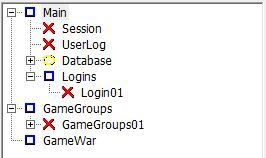 Main
Session
UserLog
Database
Logins
Login01
GameGroups
GameGroups01
GameWar